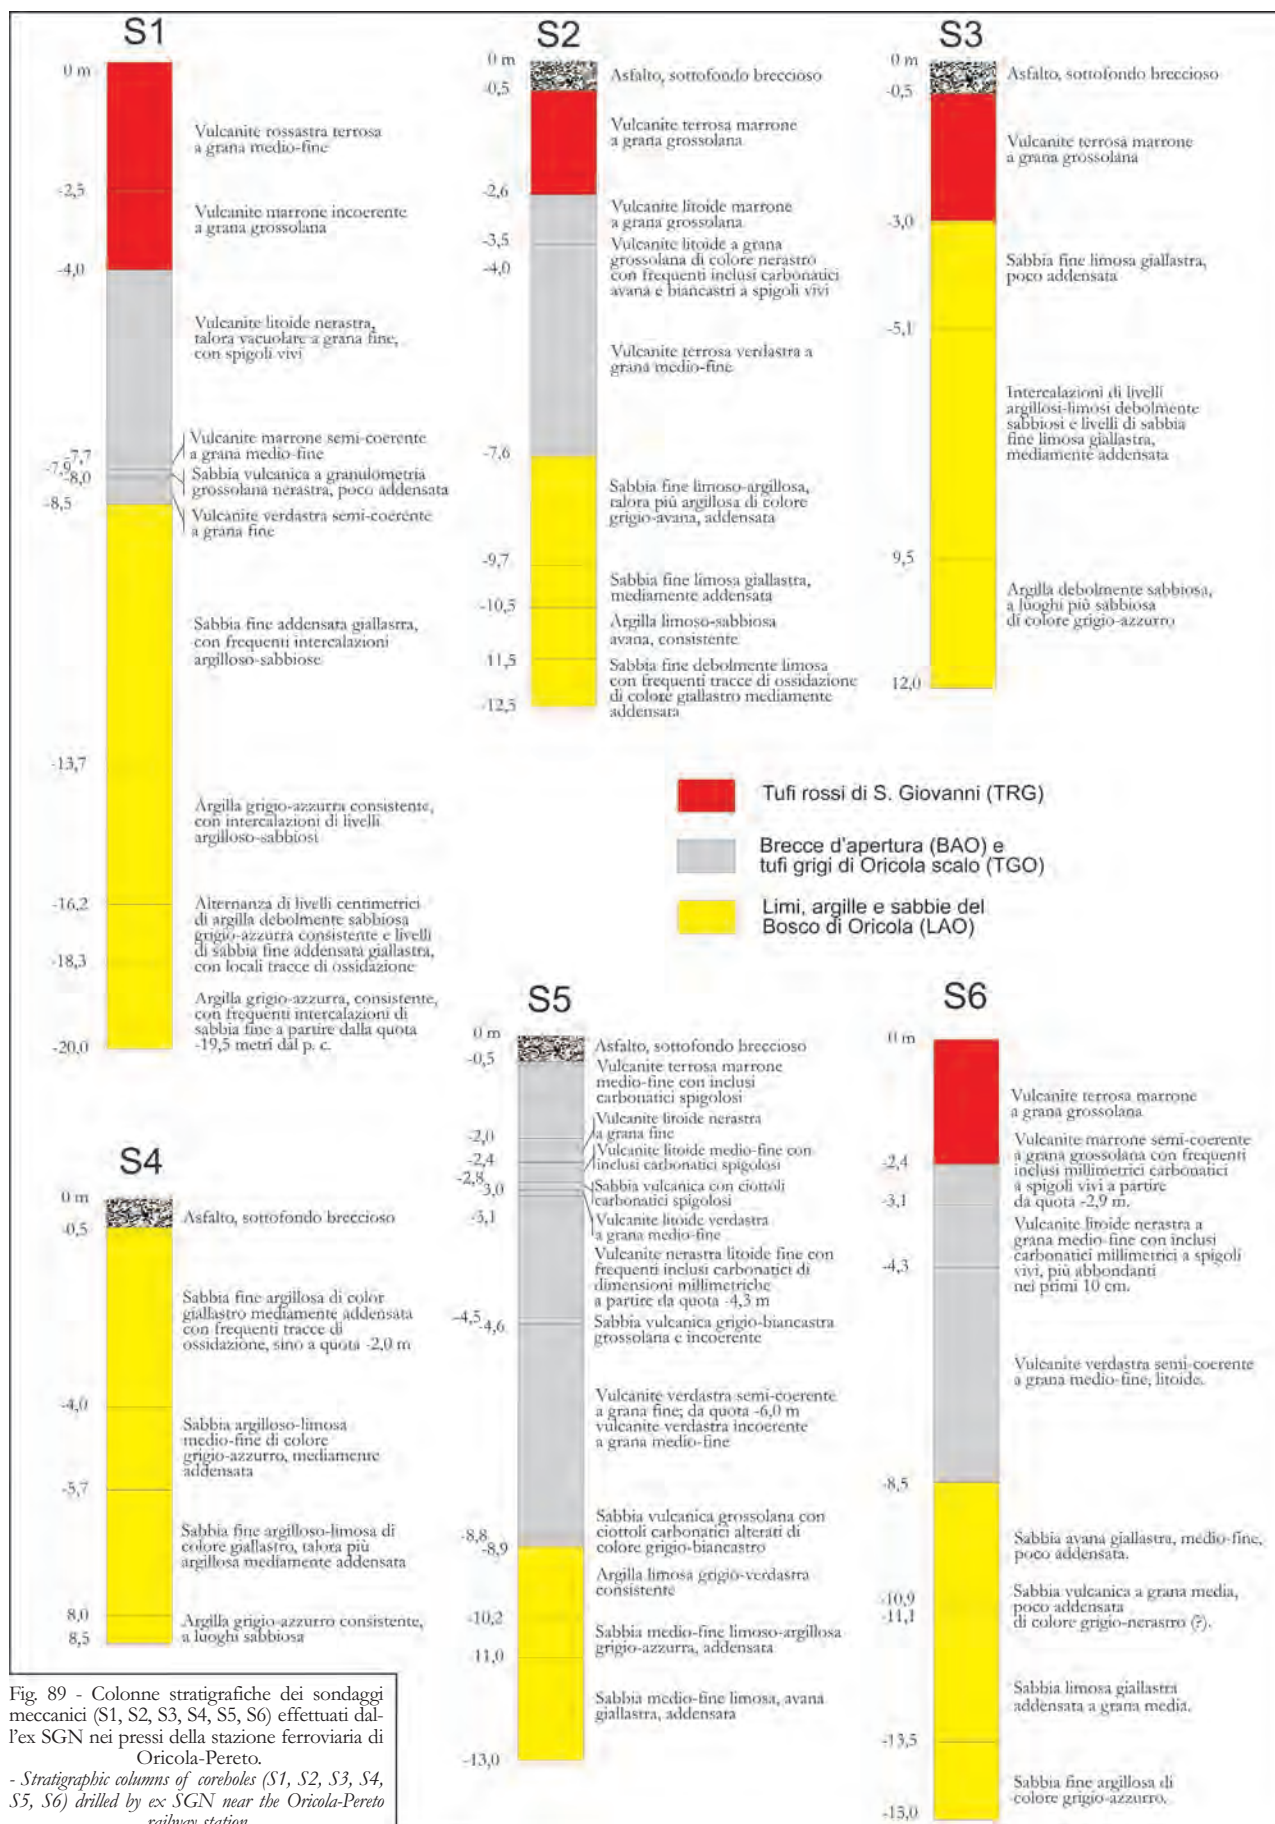 S1
0 m
Vulcanite rossastra terrosa
a grana medio-fine
-2,5
Vulcanite marrone incoerente
a grana grossolana
-4,0
Vulcanite litoide nerastra,
talora vacuolare a grana fine,
con spigoli vivi
-7,7
Vulcanite marrone semi-coerente
a grana medio-fine
-7,9
-8,0
Sabbia vulcanica a granulometria
grossolana nerastra, poco addensata
-8,5
Vulcanite verdastra semi-coerente
a grana fine
Sabbia fine addensata giallastra,
con frequenti intercalazioni
argilloso-sabbiose
-13,7
Argilla grigio-azzurra consistente,
con intercalazioni di livelli
argilloso-sabbiosi
-16,2
Alternanza di livelli centimetrici
di argilla debolmente sabbiosa
grigio-azzurra consistente e livelli
di sabbia fine addensata giallastra,
con locali tracce di ossidazione
-18,3
Argilla grigio-azzurra, consistente,
con frequenti intercalazioni di
sabbia fine a partire dalla quota
-19,5 metri dal p. c.
-20,0
S2
0 m
Asfalto, sottofondo breccioso
-0,5
Vulcanite terrosa marrone
a grana grossolana
-2,6
Vulcanite litoide marrone
a grana grossolana
-3,5
Vulcanite litoide a grana
grossolana di colore nerastro
con frequenti inclusi carbonatici
avana e biancastri a spigoli vivi
-4,0
Vulcanite terrosa verdastra a
grana medio-fine
-7,6
Sabbia fine limoso-argillosa,
talora più argillosa di colore
grigio-avana, addensata
-9,7
Sabbia fine limosa giallastra,
mediamente addensata
-10,5
Argilla limoso-sabbiosa
avana, consistente
11,5
Sabbia fine debolmente limosa
con frequenti tracce di ossidazione
di colore giallastro mediamente
addensata
-12,5
S3
0 m
Asfalto, sottofondo breccioso
-0,5
Vulcanite terrosa marrone
a grana grossolana
-3,0
Sabbia fine limosa giallastra,
poco addensata
-5,1
Intercalazioni di livelli
argillosi-limosi debolmente
sabbiosi e livelli di sabbia
fine limosa giallastra,
mediamente addensata
9,5
Argilla debolmente sabbiosa,
a luoghi più sabbiosa
di colore grigio-azzurro
12,0
Tufi rossi di S. Giovanni (TRG)
Brecce d'apertura (BAO) e
tufi grigi di Oricola scalo (TGO)
Limi, argille e sabbie del
Bosco di Oricola (LAO)
S4
0 m
Asfalto, sottofondo breccioso
-0,5
Sabbia fine argillosa di color
giallastro mediamente addensata
con frequenti tracce di
ossidazione, sino a quota -2,0 m
-4,0
Sabbia argilloso-limosa
medio-fine di colore
grigio-azzurro, mediamente
addensata
-5,7
Sabbia fine argilloso-limosa di
colore giallastro, talora più
argillosa mediamente addensata
8,0
Argilla grigio-azzurro consistente,
a luoghi sabbiosa
8,5
S5
0 m
Asfalto, sottofondo breccioso
-0,5
Vulcanite terrosa marrone
medio-fine con inclusi
carbonatici spigolosi
-2,0
Vulcanite litoide nerastra
a grana fine
-2,4
Vulcanite litoide medio-fine con
inclusi carbonatici spigolosi
-2,8
3,0
Sabbia vulcanica con ciottoli
carbonatici spigolosi
-3,1
Vulcanite litoide verdastra
a grana medio-fine
Vulcanite nerastra litoide fine con
frequenti inclusi carbonatici di
dimensioni millimetriche
a partire da quota -4,3 m
-4,5
-4,6
Sabbia vulcanica grigio-biancastra
grossolana e incoerente
Vulcanite verdastra semi-coerente
a grana fine; da quota -6,0 m
vulcanite verdastra incoerente
a grana medio-fine
Sabbia vulcanica grossolana con
ciottoli carbonatici alterati di
colore grigio-biancastro
-8,8
-8,9
Argilla limosa grigio-verdastra
consistente
-10,2
Sabbia medio-fine limoso-argillosa
grigio-azzurra, addensata
-11,0
Sabbia medio-fine limosa, avana
giallastra, addensata
-13,0
S6
0 m
Vulcanite terrosa marrone
a grana grossolana
-2,4
Vulcanite marrone semi-coerente
a grana grossolana con frequenti
inclusi millimetrici carbonatici
a spigoli vivi a partire
da quota -2,9 m.
-3,1
Vulcanite litoide nerastra a
grana medio-fine con inclusi
carbonatici millimetrici a spigoli
vivi, più abbondanti
nei primi 10 cm.
-4,3
Vulcanite verdastra semi-coerente
a grana medio-fine, litoide.
-8,5
Sabbia avana giallastra, medio-fine,
poco addensata.
-10,9
-11,1
Sabbia vulcanica a grana media,
poco addensata
di colore grigio-nerastro (?).
Sabbia limosa giallastra
addensata a grana media.
-13,5
Sabbia fine argillosa di
colore grigio-azzurro.
-13,0
Fig. 89 - Colonne stratigrafiche dei sondaggi
meccanici (S1, S2, S3, S4, S5, S6) effettuati dal-
l'ex SGN nei pressi della stazione ferroviaria di
Oricola-Pereto.
- Stratigraphic columns of coreholes (S1, S2, S3, S4,
S5, S6) drilled by ex SGN near the Oricola-Pereto
railway station